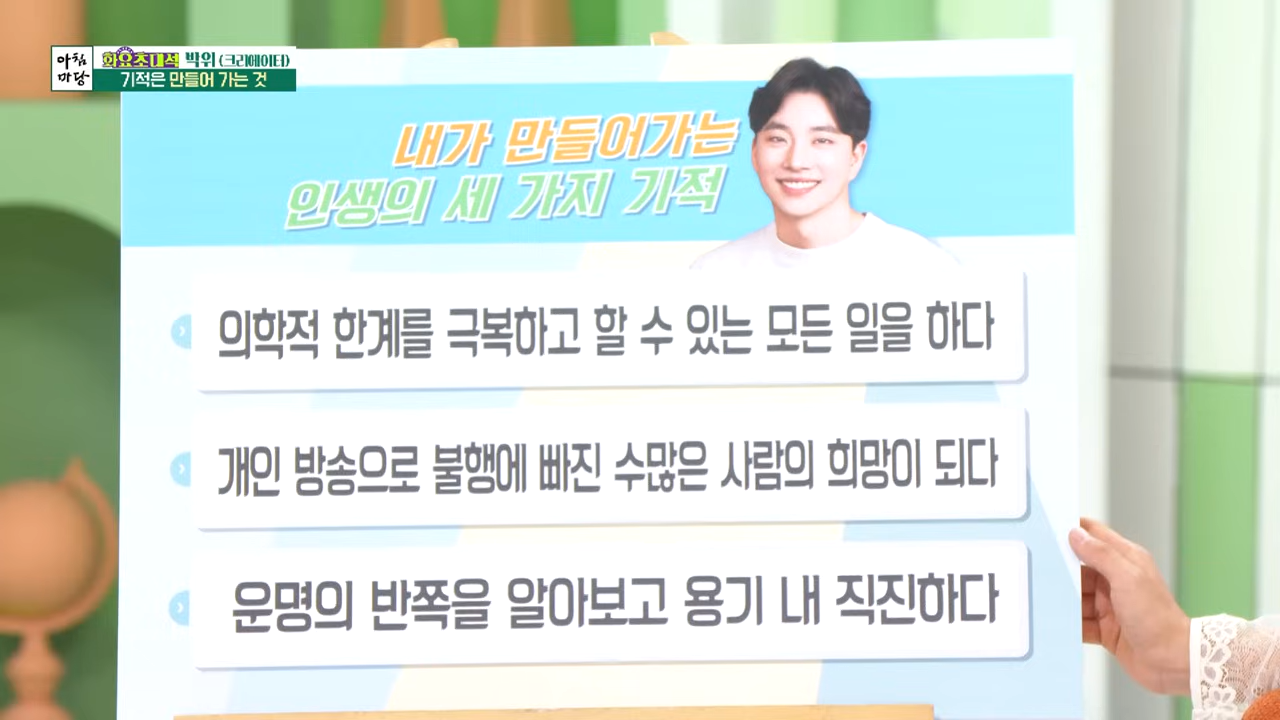 아침
마당
화요초대석 박위 (크리에이터)
기적은 만들어 가는 것
내가 만들어가는
인생의 세 가지 기적
의학적 한계를 극복하고 할 수 있는 모든 일을 하다
개인 방송으로 불행에 빠진 수많은 사람의 희망이 되다
운명의 반쪽을 알아보고 용기 내 직진하다